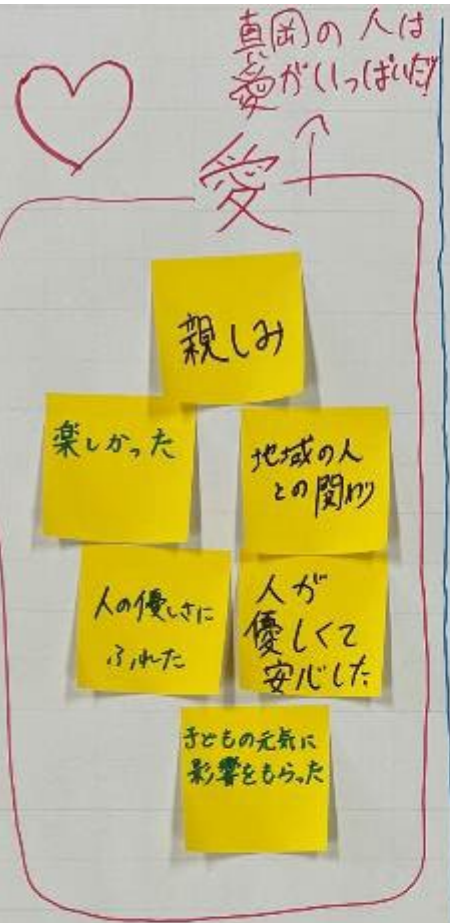 真岡の人は
愛がいっぱいだ!
愛
親しみ
楽しかった
地域の人
との関わり
人の優しさに
ふれた
人が
優しくて
安心した
子どもの元気に
影響をもらった